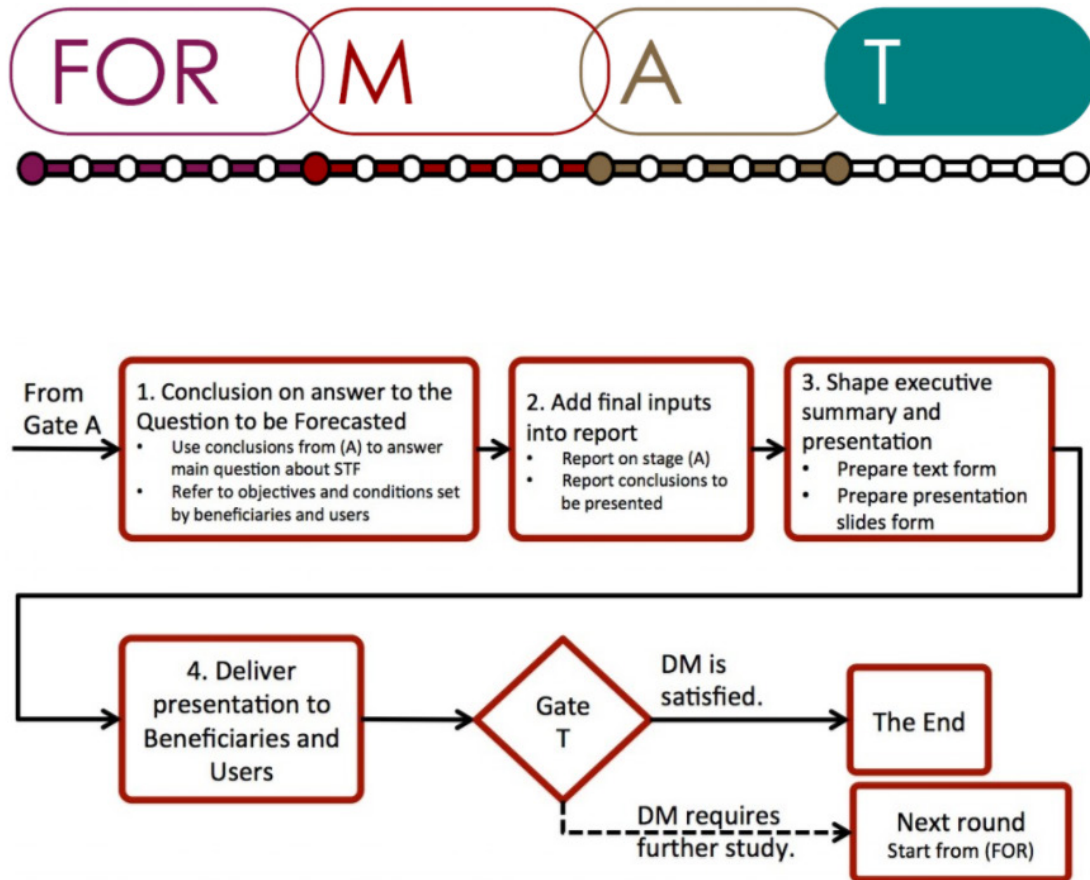 FOR
M
A
T
From
Gate A
1. Conclusion on answer to the
Question to be Forecasted
• Use conclusions from (A) to answer
main question about STF
• Refer to objectives and conditions set
by beneficiaries and users
2. Add final inputs
into report
• Report on stage (A)
• Report conclusions to
be presented
3. Shape executive
summary and
presentation
• Prepare text form
• Prepare presentation
slides form
4. Deliver
presentation to
Beneficiaries and
Users
Gate
T
DM is
satisfied.
The End
DM requires
further study.
Next round
Start from (FOR)